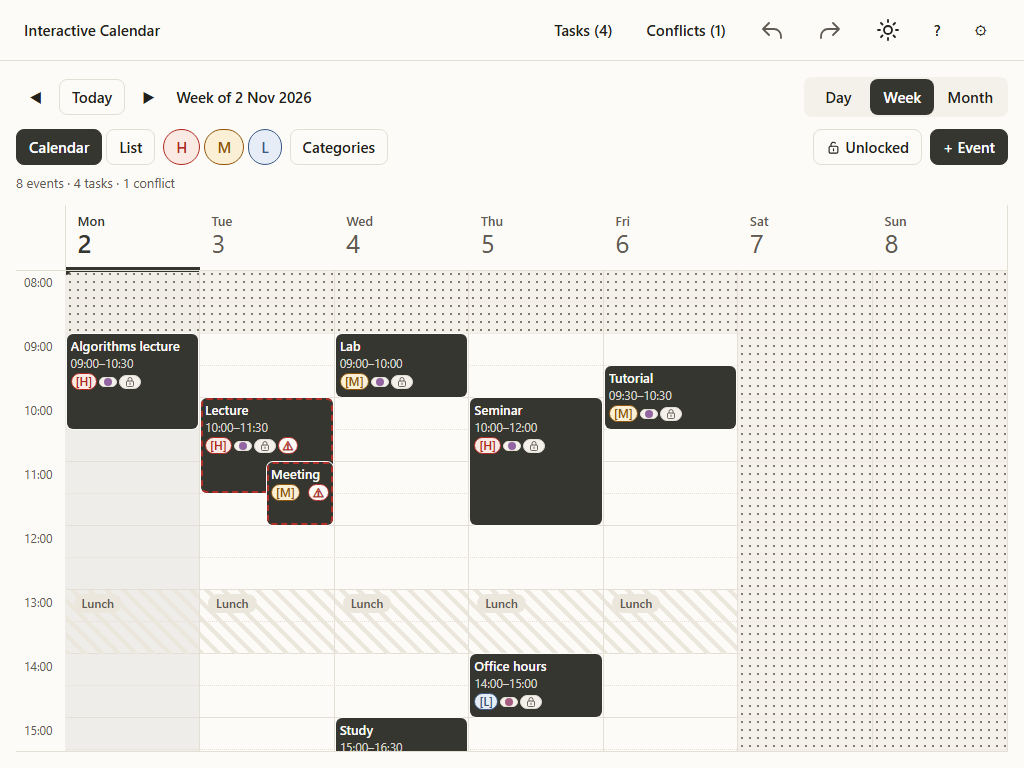 Interactive Calendar
Tasks (4)
Conflicts (1)
?
Today
Week of 2 Nov 2026
Day
Week
Month
Calendar
List
H
M
L
Categories
Unlocked
+ Event
8 events · 4 tasks · 1 conflict
Mon
2
Tue
3
Wed
4
Thu
5
Fri
6
Sat
7
Sun
8
08:00
09:00
10:00
11:00
12:00
13:00
14:00
15:00
Algorithms lecture
09:00–10:30
[H]
Lecture
10:00–11:30
[H]
Meeting
[M]
Lab
09:00–10:00
[M]
Seminar
10:00–12:00
[H]
Tutorial
09:30–10:30
[M]
Lunch
Lunch
Lunch
Lunch
Lunch
Office hours
14:00–15:00
[L]
Study
15:00–16:30